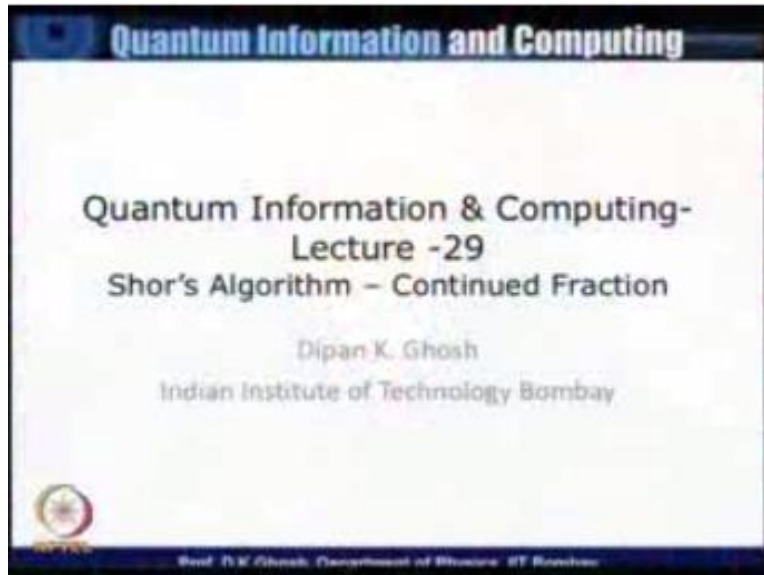 Quantum Information and Computing
Quantum Information & Computing-
Lecture -29
Shor's Algorithm – Continued Fraction
Dipan K. Ghosh
Indian Institute of Technology Bombay
NPTEL
Prof. D.K Ghosh, Department of Physics, IIT Bombay